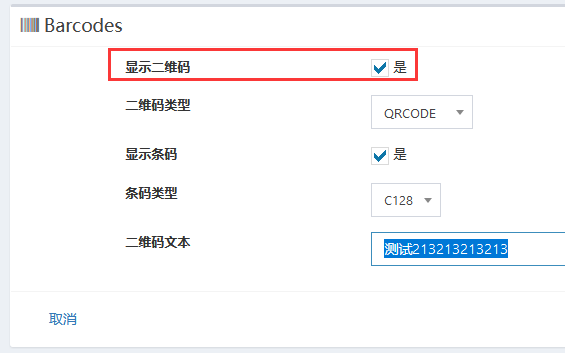 Barcodes
显示二维码 是
二维码类型 QRCODE
显示条码 是
条码类型 C128
二维码文本 测试213213213213
取消